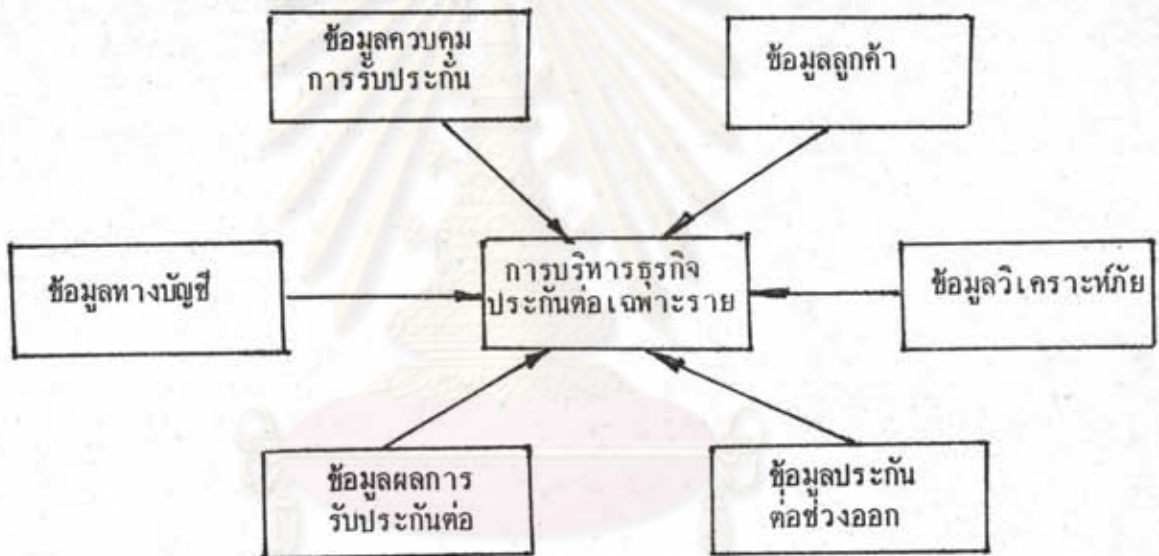 ข้อมูลควบคุม
การรับประกัน
ข้อมูลลูกค้า
ข้อมูลทางบัญชี
การบริหารธุรกิจ
ประกันต่อเฉพาะราย
ข้อมูลวิเคราะห์ภัย
ข้อมูลผลการ
รับประกันต่อ
ข้อมูลประกัน
ต่อช่วงออก